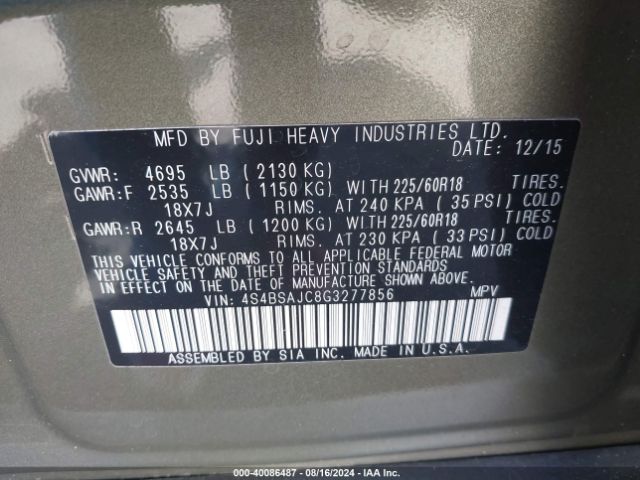 MFD BY FUJI HEAVY INDUSTRIES LTD.
DATE: 12/15
GVWR: 4695 LB ( 2130 KG)
GAWR:F 2535 LB ( 1150 KG) WITH 225/60R18 TIRES.
18X7J RIMS. AT 240 KPA ( 35 PSI) COLD
GAWR:R 2645 LB ( 1200 KG) WITH 225/60R18 TIRES.
18X7J RIMS. AT 230 KPA ( 33 PSI) COLD
THIS VEHICLE CONFORMS TO ALL APPLICABLE FEDERAL MOTOR
VEHICLE SAFETY AND THEFT PREVENTION STANDARDS
IN EFFECT ON THE DATE OF MANUFACTURE SHOWN ABOVE.
VIN: 4S4BSAJC8G3277856 MPV
ASSEMBLED BY SIA INC. MADE IN U.S.A.
00-40086487 - 08/16/2024 - IAA Inc.